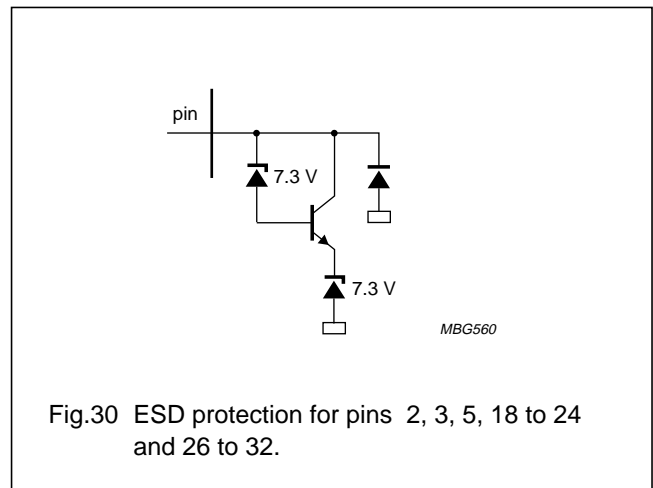 pin
7.3 V
7.3 V
MBG560
Fig.30 ESD protection for pins 2, 3, 5, 18 to 24
and 26 to 32.